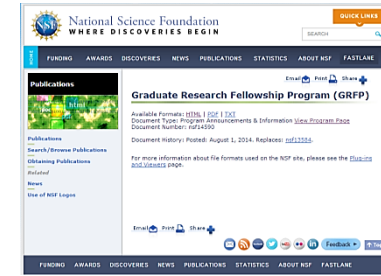 NSF
National Science Foundation
WHERE DISCOVERIES BEGIN
QUICK LINKS
SEARCH
HOME
FUNDING AWARDS DISCOVERIES NEWS PUBLICATIONS STATISTICS ABOUT NSF FASTLANE
Publications
html
Email Print Share
Graduate Research Fellowship Program (GRFP)
Available Formats: HTML | PDF | TXT
Document Type: Program Announcements & Information View Program Page
Document Number: nsf14590
Document History: Posted: August 1, 2014. Replaces: nsf13584.
For more information about file formats used on the NSF site, please see the Plug-ins
and Viewers page.
Publications
Search/Browse Publications
Obtaining Publications
Related
News
Use of NSF Logos
Email Print Share
Feedback
FUNDING AWARDS DISCOVERIES NEWS PUBLICATIONS STATISTICS ABOUT NSF FASTLANE